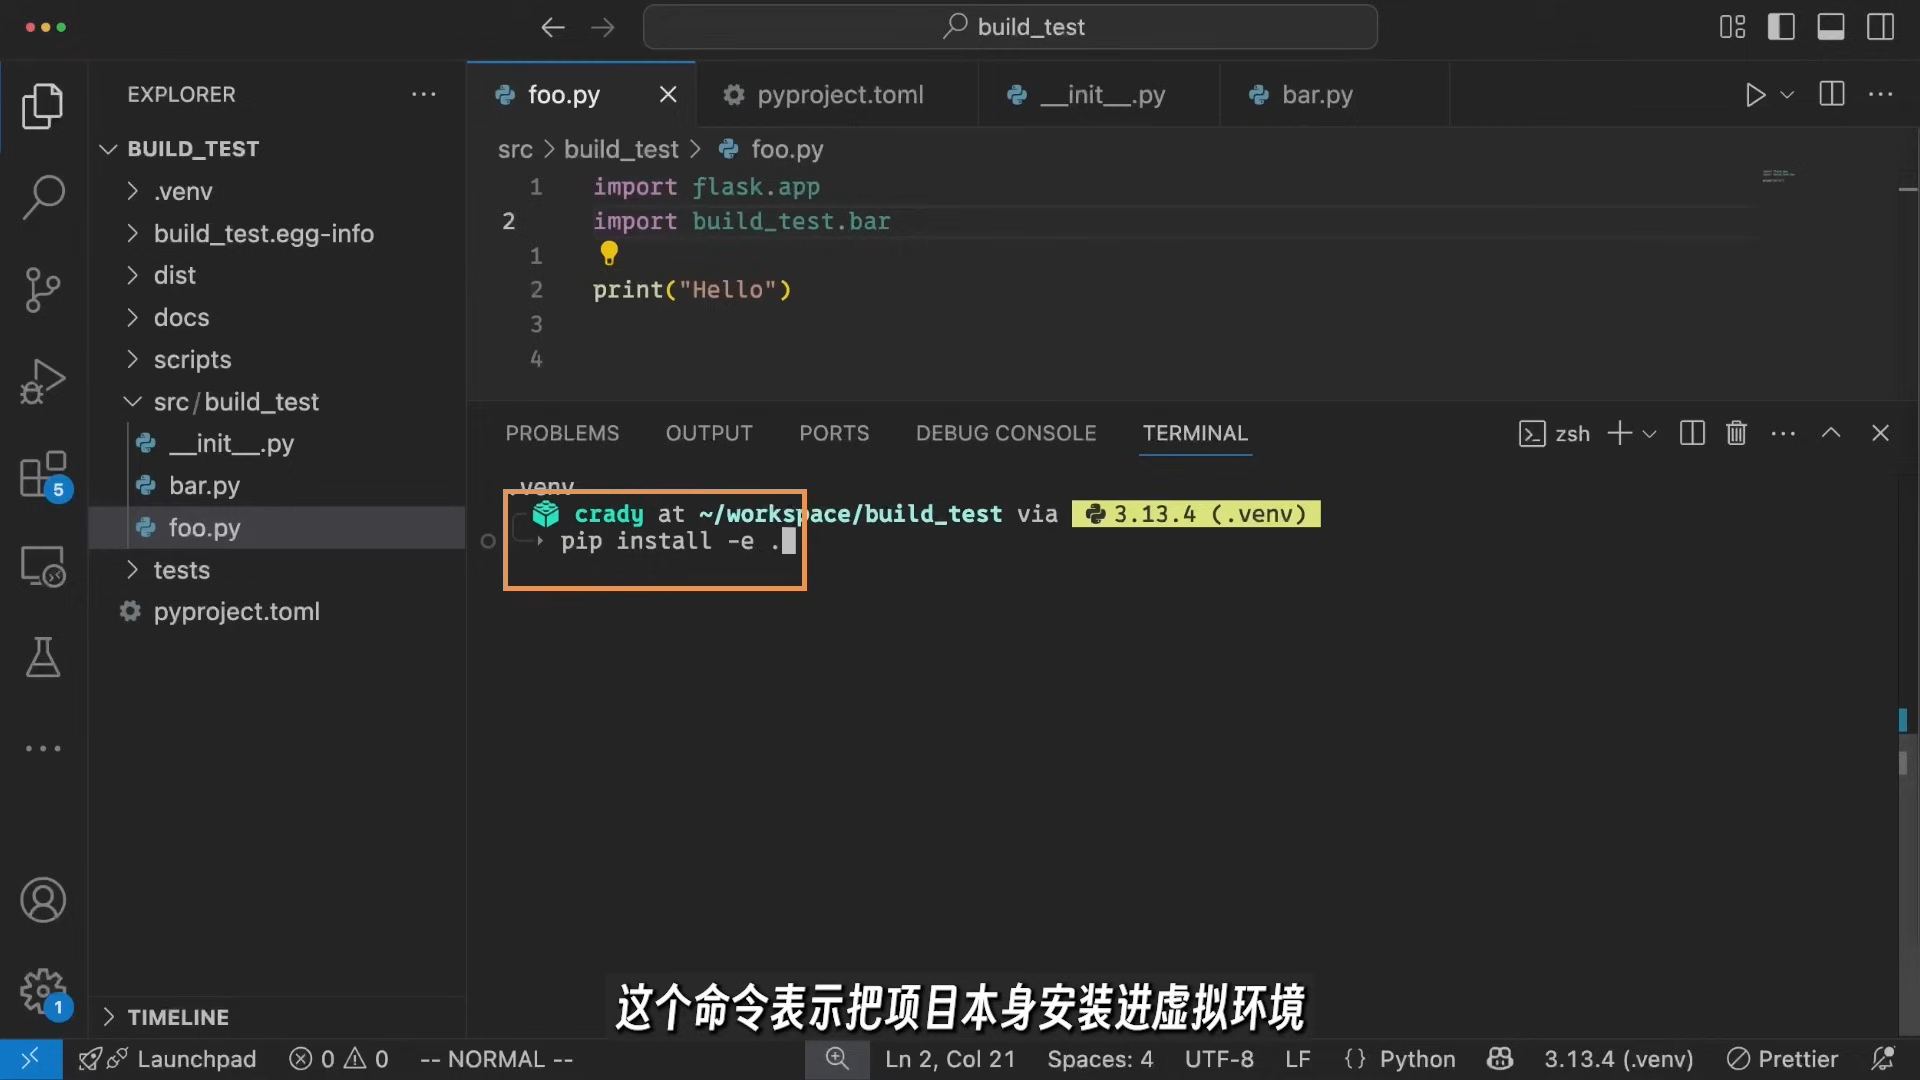 build_test
EXPLORER
foo.py
pyproject.toml
__init__.py
bar.py
BUILD_TEST
.venv
build_test.egg-info
dist
docs
scripts
src/build_test
__init__.py
bar.py
foo.py
tests
pyproject.toml
TIMELINE
src > build_test > foo.py
1 import flask.app
2 import build_test.bar
1
2 print("Hello")
3
4
PROBLEMS
OUTPUT
PORTS
DEBUG CONSOLE
TERMINAL
zsh
.venv
crady at ~/workspace/build_test via 3.13.4 (.venv)
pip install -e .
5
1
这个命令表示把项目本身安装进虚拟环境
Launchpad
0
0
-- NORMAL --
Ln 2, Col 21
Spaces: 4
UTF-8
LF
{} Python
3.13.4 (.venv)
Prettier